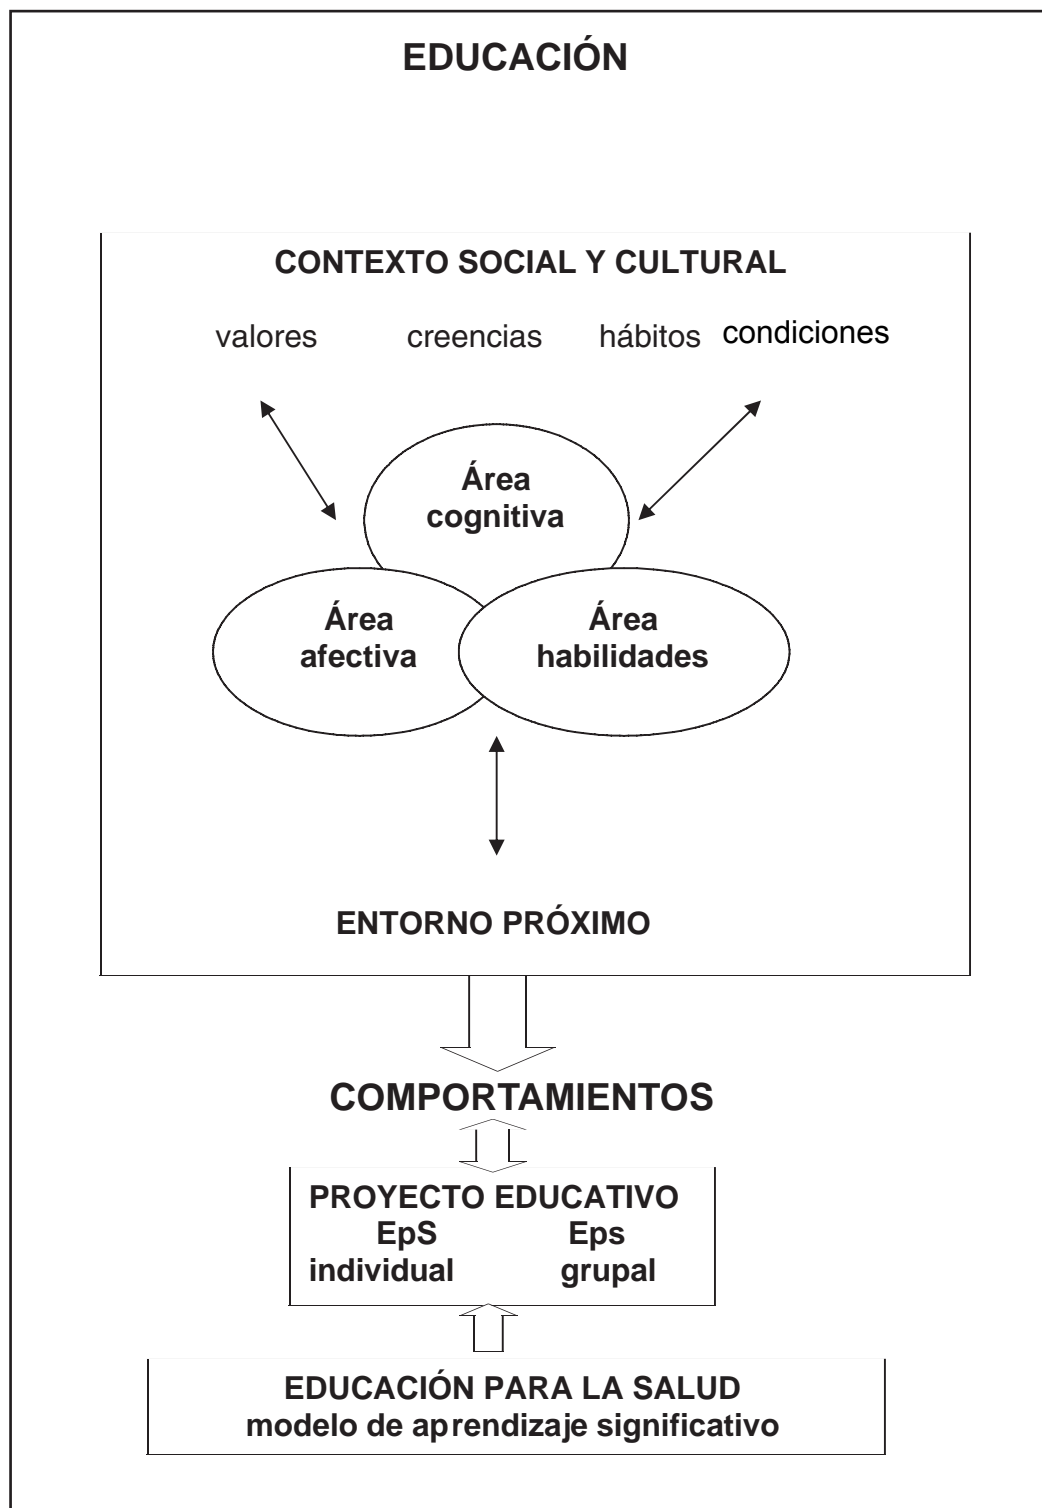 EDUCACIÓN
CONTEXTO SOCIAL Y CULTURAL
valores creencias hábitos condiciones
Área
cognitiva
Área
afectiva
Área
habilidades
ENTORNO PRÓXIMO
COMPORTAMIENTOS
PROYECTO EDUCATIVO
EpS Eps
individual grupal
EDUCACIÓN PARA LA SALUD
modelo de aprendizaje significativo